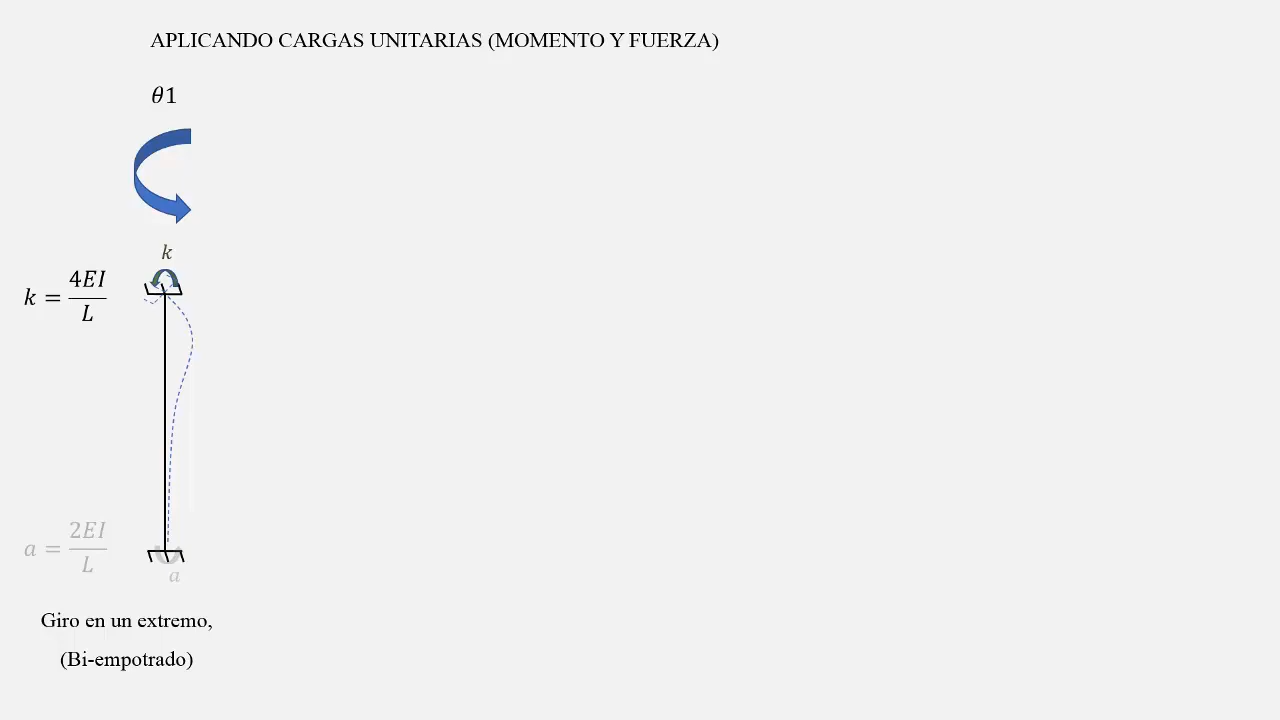 APLICANDO CARGAS UNITARIAS (MOMENTO Y FUERZA)
θ1
k
k = 4EI / L
a = 2EI / L
a
Giro en un extremo,
(Bi-empotrado)